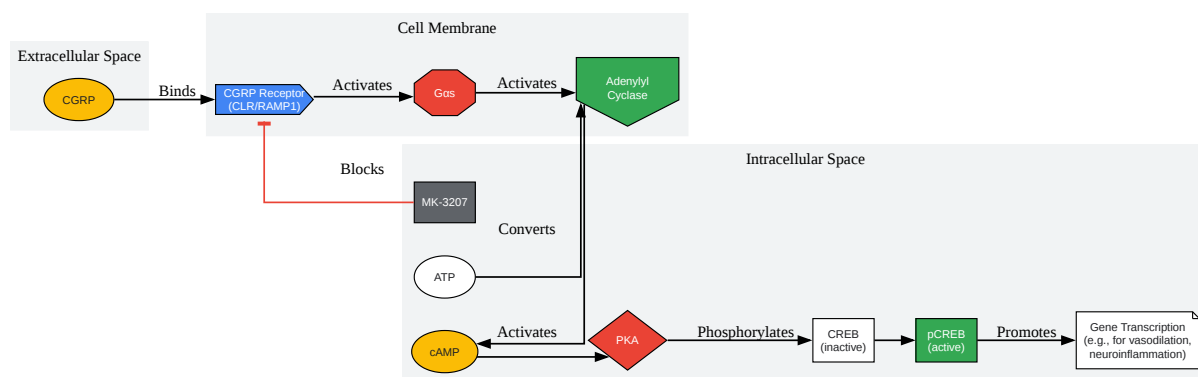 Cell Membrane
Extracellular Space
CGRP
Binds
CGRP Receptor
(CLR/RAMP1)
Activates
Gαs
Activates
Adenylyl
Cyclase
Blocks
Intracellular Space
MK-3207
Converts
ATP
cAMP
Activates
PKA
Phosphorylates
CREB
(inactive)
pCREB
(active)
Promotes
Gene Transcription
(e.g., for vasodilation,
neuroinflammation)